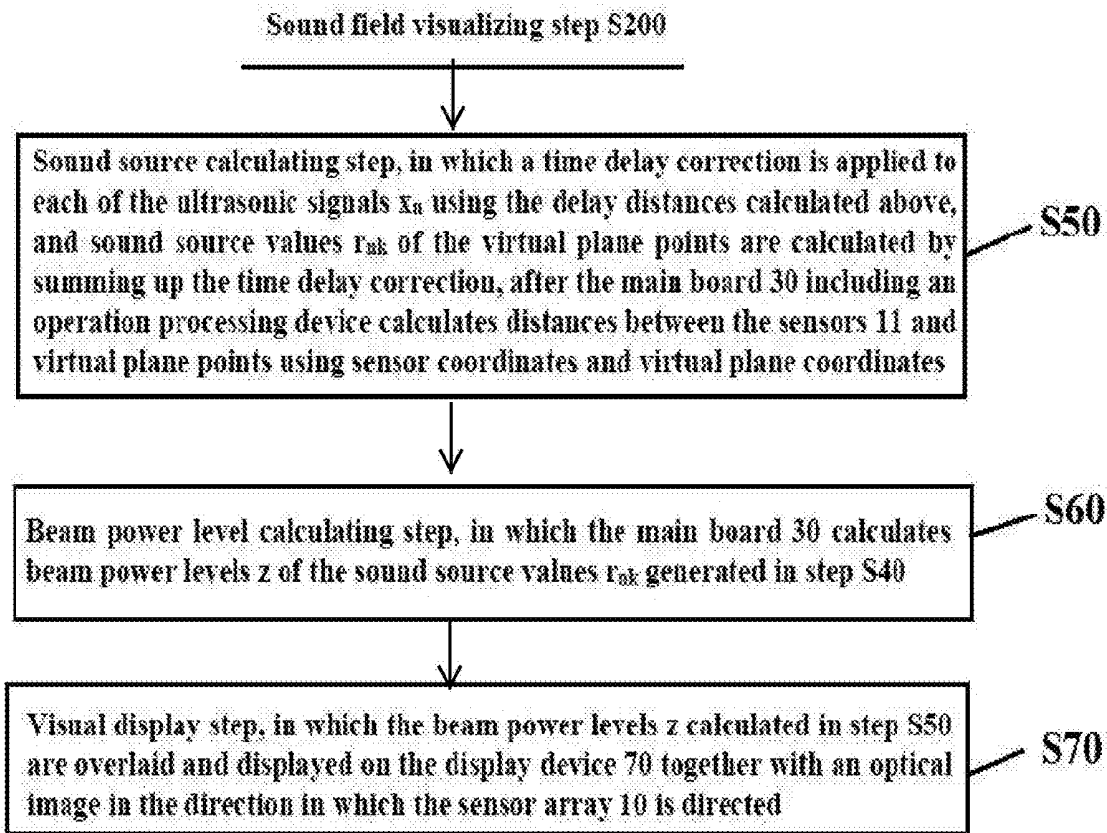 Sound field visualizing step S200
Sound source calculating step, in which a time delay correction is applied to
each of the ultrasonic signals xn using the delay distances calculated above,
and sound source values rnk of the virtual plane points are calculated by
summing up the time delay correction, after the main board 30 including an
operation processing device calculates distances between the sensors 11 and
virtual plane points using sensor coordinates and virtual plane coordinates
S50
Beam power level calculating step, in which the main board 30 calculates
beam power levels z of the sound source values rnk generated in step S40
S60
Visual display step, in which the beam power levels z calculated in step S50
are overlaid and displayed on the display device 70 together with an optical
image in the direction in which the sensor array 10 is directed
S70